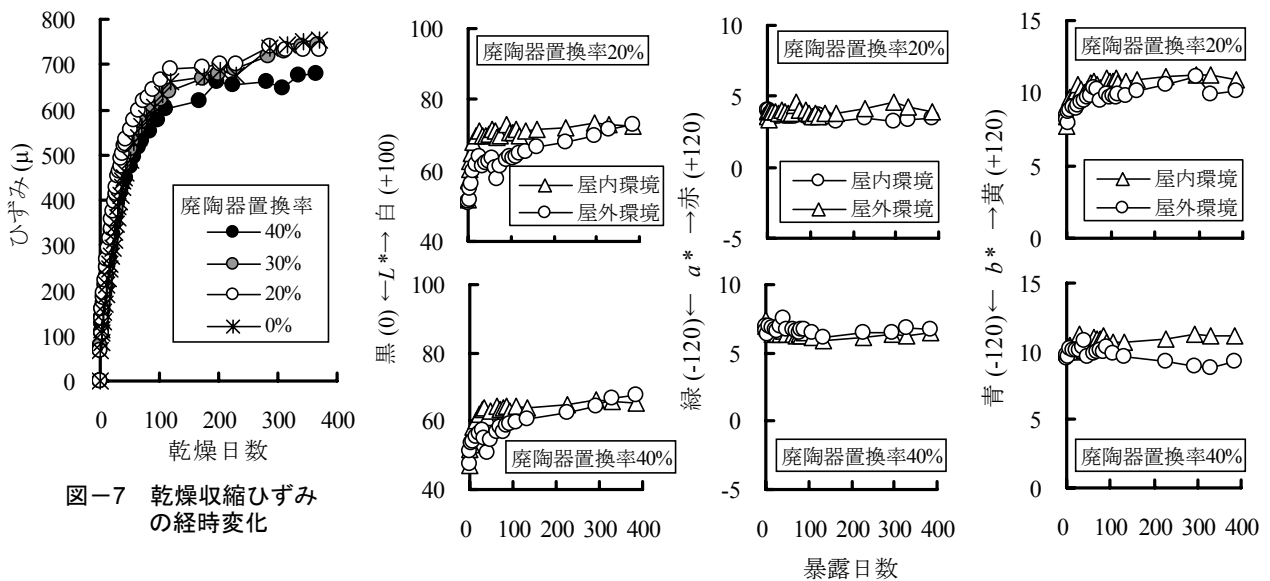 800
700
600
500
400
300
200
100
0
ひずみ (μ)
廃陶器置換率
40%
30%
20%
0%
0 100 200 300 400
乾燥日数
図－7 乾燥収縮ひずみ
の経時変化
黒 (0) ←L*→ 白 (+100)
100
80
60
40
廃陶器置換率20%
屋内環境
屋外環境
100
80
60
40
廃陶器置換率40%
0 100 200 300 400
緑 (-120)← a* →赤 (+120)
10
5
0
-5
廃陶器置換率20%
屋内環境
屋外環境
10
5
0
-5
廃陶器置換率40%
0 100 200 300 400
暴露日数
青 (-120)← b* →黄 (+120)
15
10
5
0
廃陶器置換率20%
屋内環境
屋外環境
15
10
5
0
廃陶器置換率40%
0 100 200 300 400